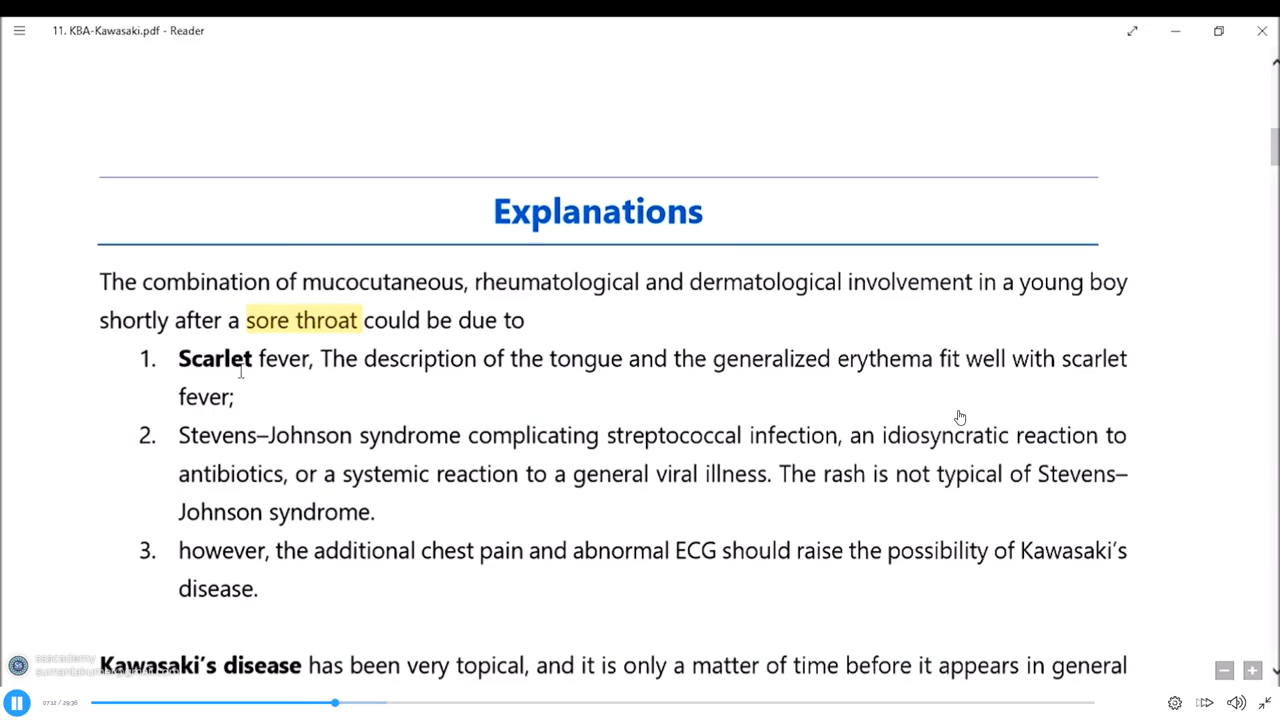 11. KBA-Kawasaki.pdf - Reader
Explanations
The combination of mucocutaneous, rheumatological and dermatological involvement in a young boy
shortly after a sore throat could be due to
1. Scarlet fever, The description of the tongue and the generalized erythema fit well with scarlet
fever;
2. Stevens–Johnson syndrome complicating streptococcal infection, an idiosyncratic reaction to
antibiotics, or a systemic reaction to a general viral illness. The rash is not typical of Stevens–
Johnson syndrome.
3. however, the additional chest pain and abnormal ECG should raise the possibility of Kawasaki's
disease.
ssacademy
Kawasaki's disease has been very topical, and it is only a matter of time before it appears in general
07:12 / 29:36